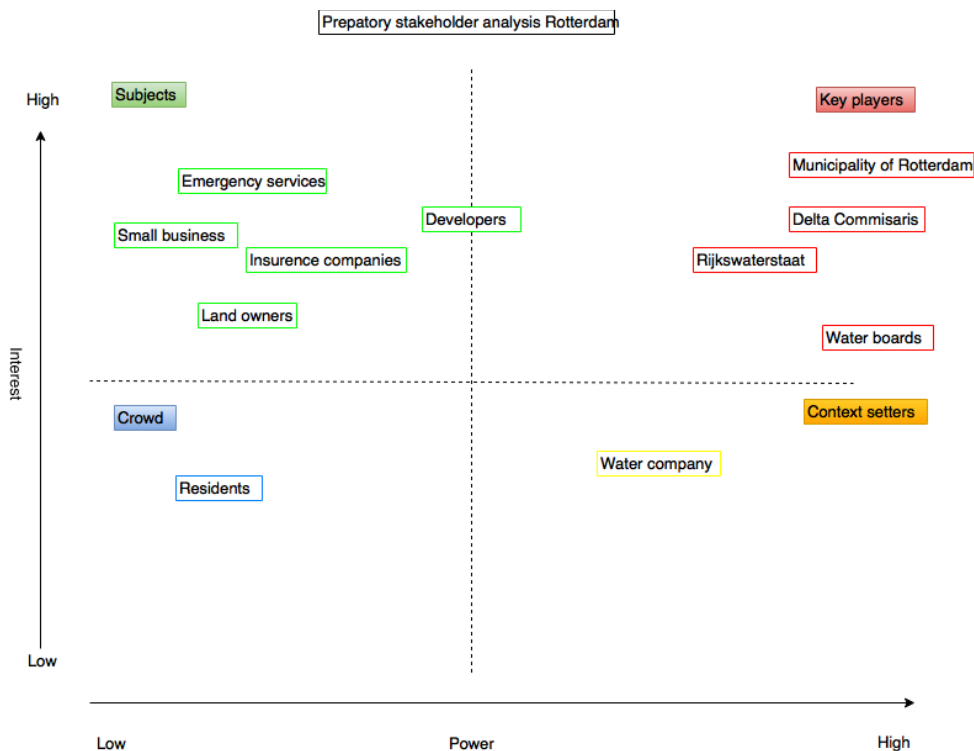 Prepatory stakeholder analysis Rotterdam
Subjects
High
Key players
Municipality of Rotterdam
Emergency services
Developers
Delta Commisaris
Small business
Insurence companies
Rijkswaterstaat
Land owners
Water boards
Interest
Crowd
Context setters
Water company
Residents
Low
Low
Power
High